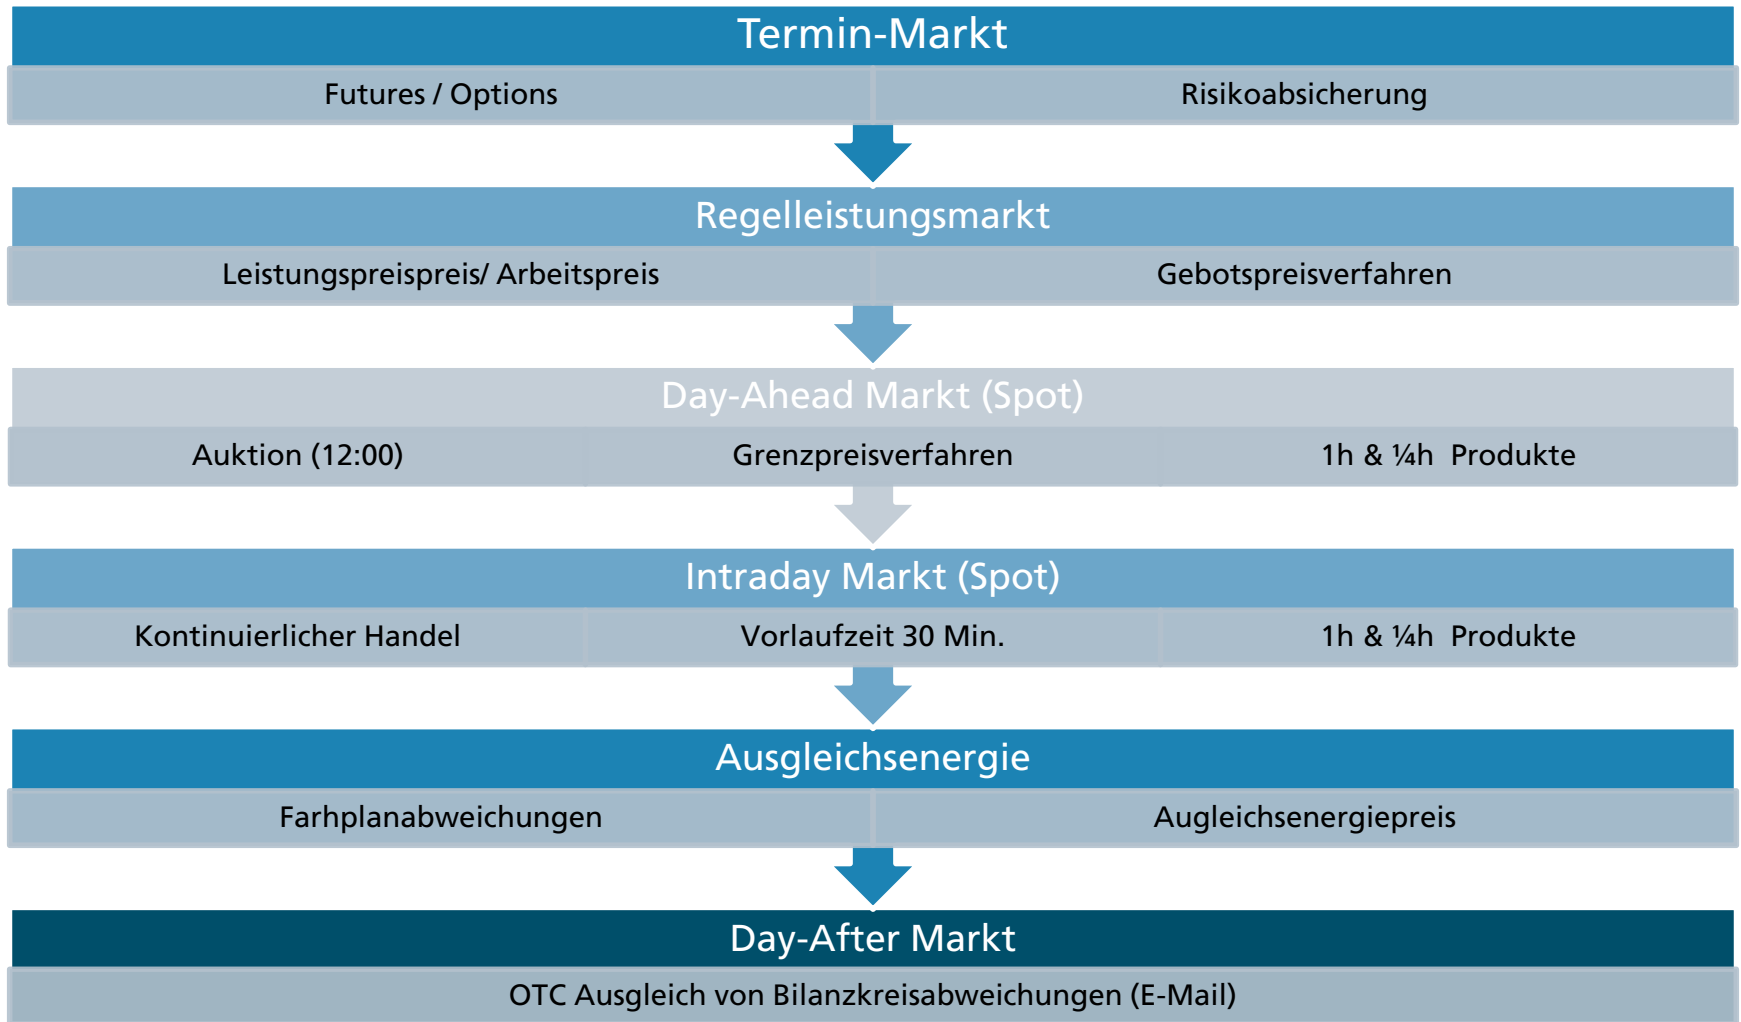 Termin-Markt
Futures / Options
Risikoabsicherung
Regelleistungsmarkt
Leistungspreispreis/ Arbeitspreis
Gebotspreisverfahren
Day-Ahead Markt (Spot)
Auktion (12:00)
Grenzpreisverfahren
1h & ¼h  Produkte
Intraday Markt (Spot)
Kontinuierlicher Handel
Vorlaufzeit 30 Min.
1h & ¼h  Produkte
Ausgleichsenergie
Farhplanabweichungen
Augleichsenergiepreis
Day-After Markt
OTC Ausgleich von Bilanzkreisabweichungen (E-Mail)